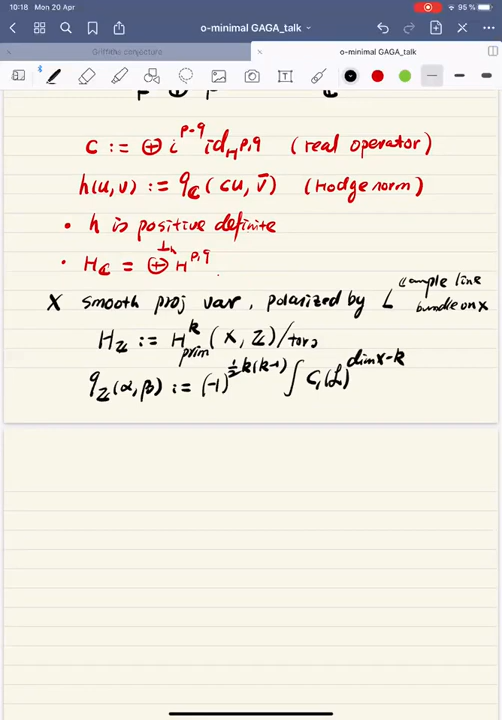 10:18 Mon 20 Apr
95 %
o-minimal GAGA_talk
Griffiths conjecture
o-minimal GAGA_talk
C := ⊕ i^{p-q} id_{H^{p,q}} (real operator)
h(u,v) := q_ℂ (Cu, v̄) (Hodge norm)
• h is positive definite
• H_ℂ = ⊕^{⊥_h} H^{p,q}
X smooth proj var, polarized by L (ample line bundle on X
H_ℤ := H^k_{prim} (X, ℤ)/tors
q_ℤ(α,β) := (-1)^{½k(k-1)} ∫ C_1(L)^{dim X-k}